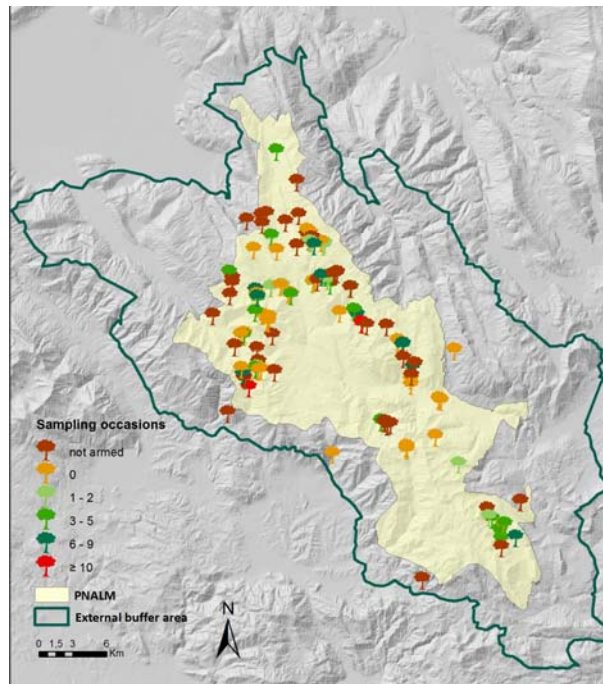 Sampling occasions
not armed
0
1 - 2
3 - 5
6 - 9
≥ 10
PNALM
External buffer area
N
0 1,5 3 6
Km